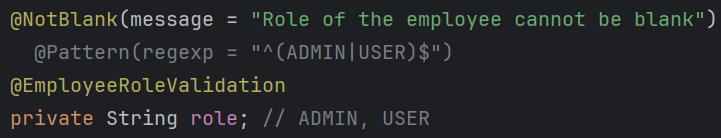 @NotBlank(message = "Role of the employee cannot be blank")
@Pattern(regexp = "^(ADMIN|USER)$")
@EmployeeRoleValidation
private String role; // ADMIN, USER